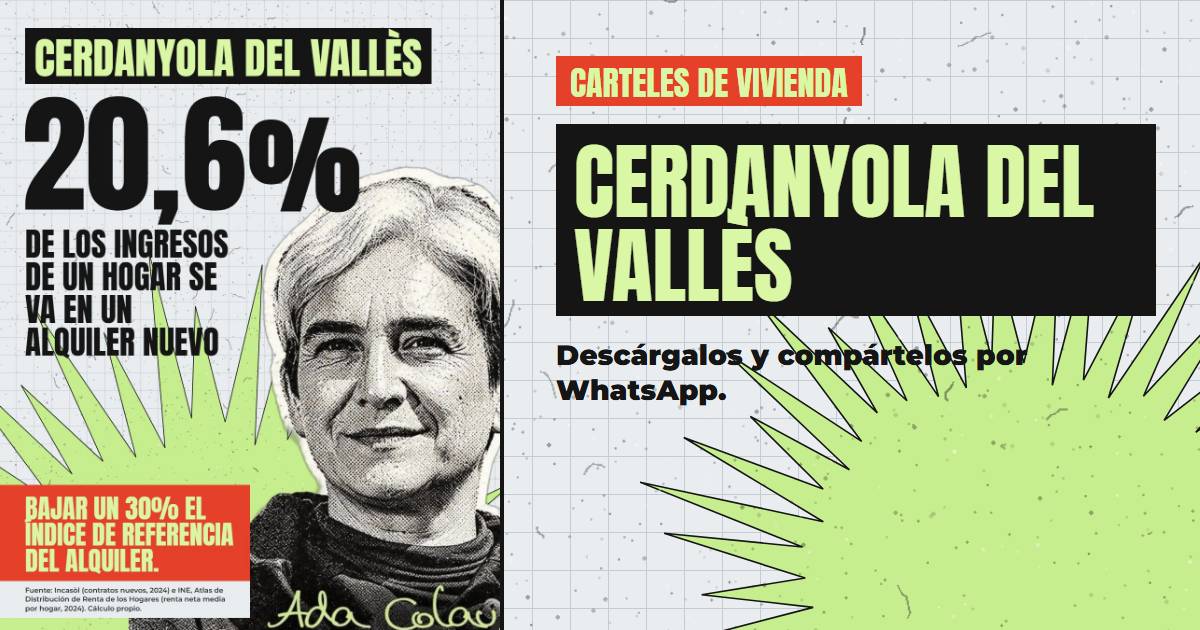 CERDANYOLA DEL VALLÈS
20,6%
DE LOS INGRESOS
DE UN HOGAR SE
VA EN UN
ALQUILER NUEVO
BAJAR UN 30% EL
ÍNDICE DE REFERENCIA
DEL ALQUILER.
Fuente: Incasòl (contratos nuevos, 2024) e INE, Atlas de
Distribución de Renta de los Hogares (renta neta media
por hogar, 2024). Cálculo propio.
Ada Colau
CARTELES DE VIVIENDA
CERDANYOLA DEL
VALLÈS
Descárgalos y compártelos por
WhatsApp.